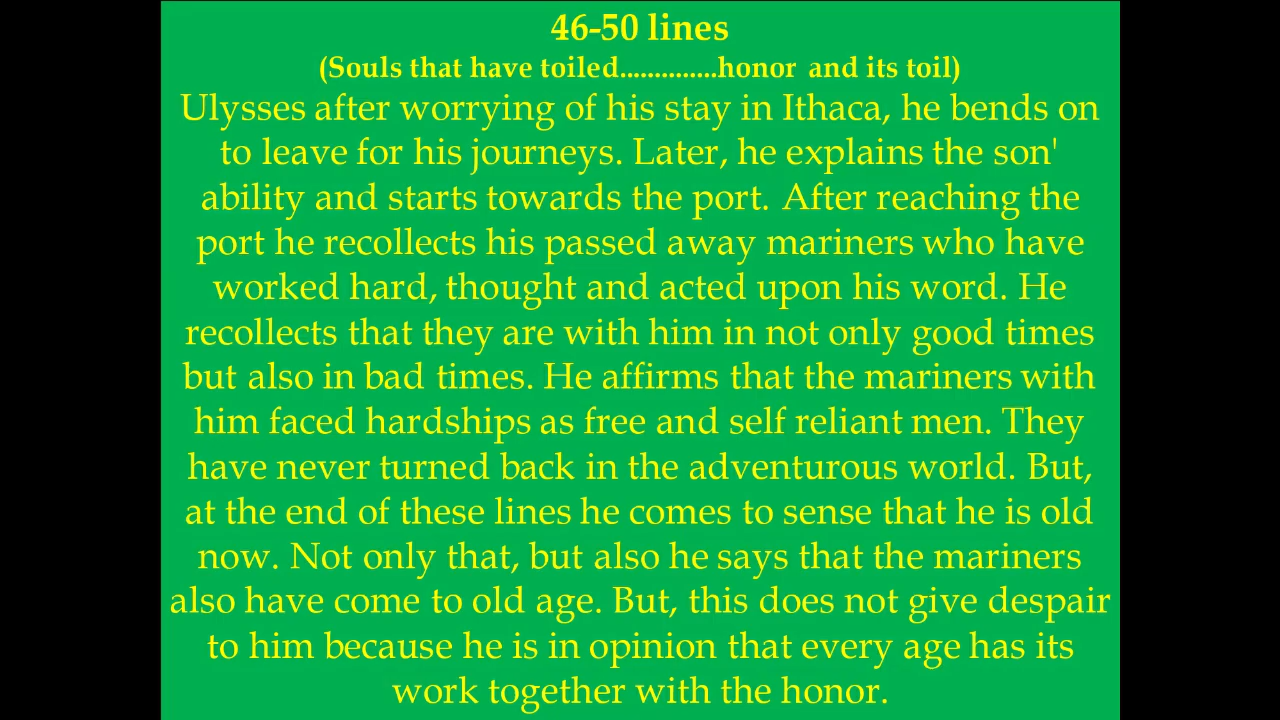 46-50 lines
(Souls that have toiled..............honor and its toil)
Ulysses after worrying of his stay in Ithaca, he bends on
to leave for his journeys. Later, he explains the son'
ability and starts towards the port. After reaching the
port he recollects his passed away mariners who have
worked hard, thought and acted upon his word. He
recollects that they are with him in not only good times
but also in bad times. He affirms that the mariners with
him faced hardships as free and self reliant men. They
have never turned back in the adventurous world. But,
at the end of these lines he comes to sense that he is old
now. Not only that, but also he says that the mariners
also have come to old age. But, this does not give despair
to him because he is in opinion that every age has its
work together with the honor.